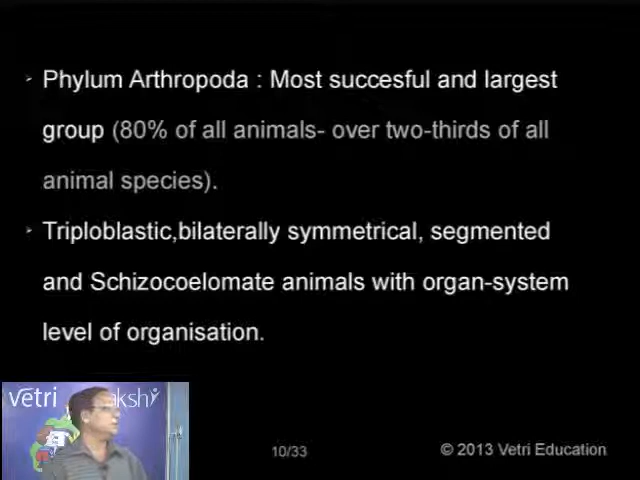 Phylum Arthropoda : Most succesful and largest
group (80% of all animals- over two-thirds of all
animal species).
Triploblastic,bilaterally symmetrical, segmented
and Schizocoelomate animals with organ-system
level of organisation.
vetri
10/33
© 2013 Vetri Education